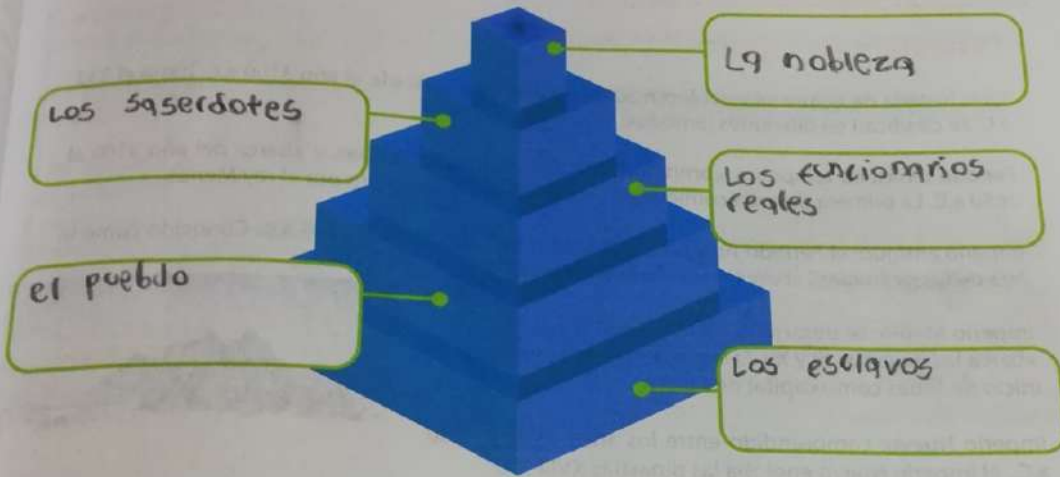 La nobleza
Los saserdotes
Los funcionarios
reales
el pueblo
Los esclavos